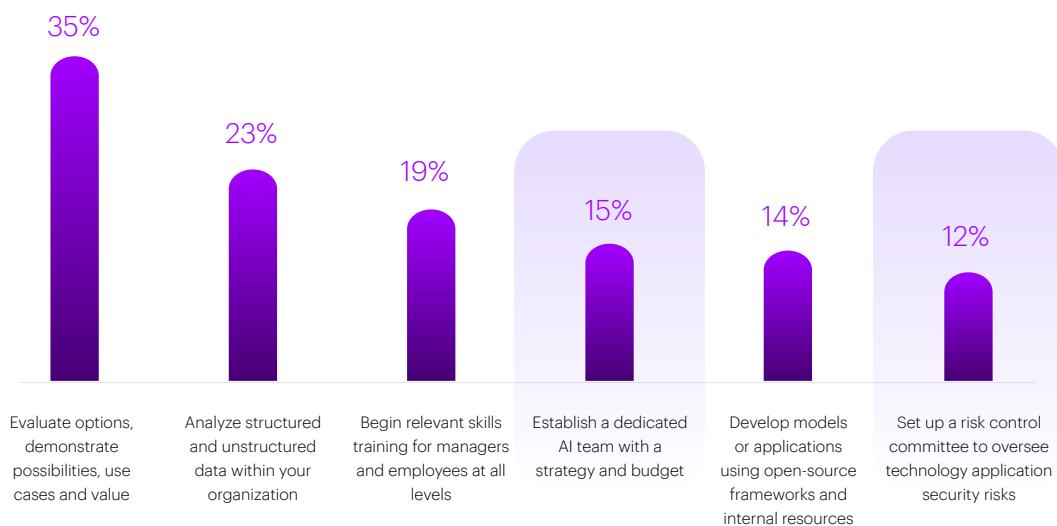 35%
23%
19%
15%
14%
12%
Evaluate options,
demonstrate
possibilities, use
cases and value
Analyze structured
and unstructured
data within your
organization
Begin relevant skills
training for managers
and employees at all
levels
Establish a dedicated
AI team with a
strategy and budget
Develop models
or applications
using open-source
frameworks and
internal resources
Set up a risk control
committee to oversee
technology application
security risks